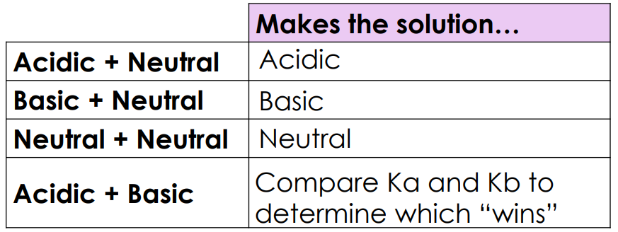 Makes the solution…
Acidic + Neutral Acidic
Basic + Neutral Basic
Neutral + Neutral Neutral
Acidic + Basic Compare Ka and Kb to
determine which “wins”